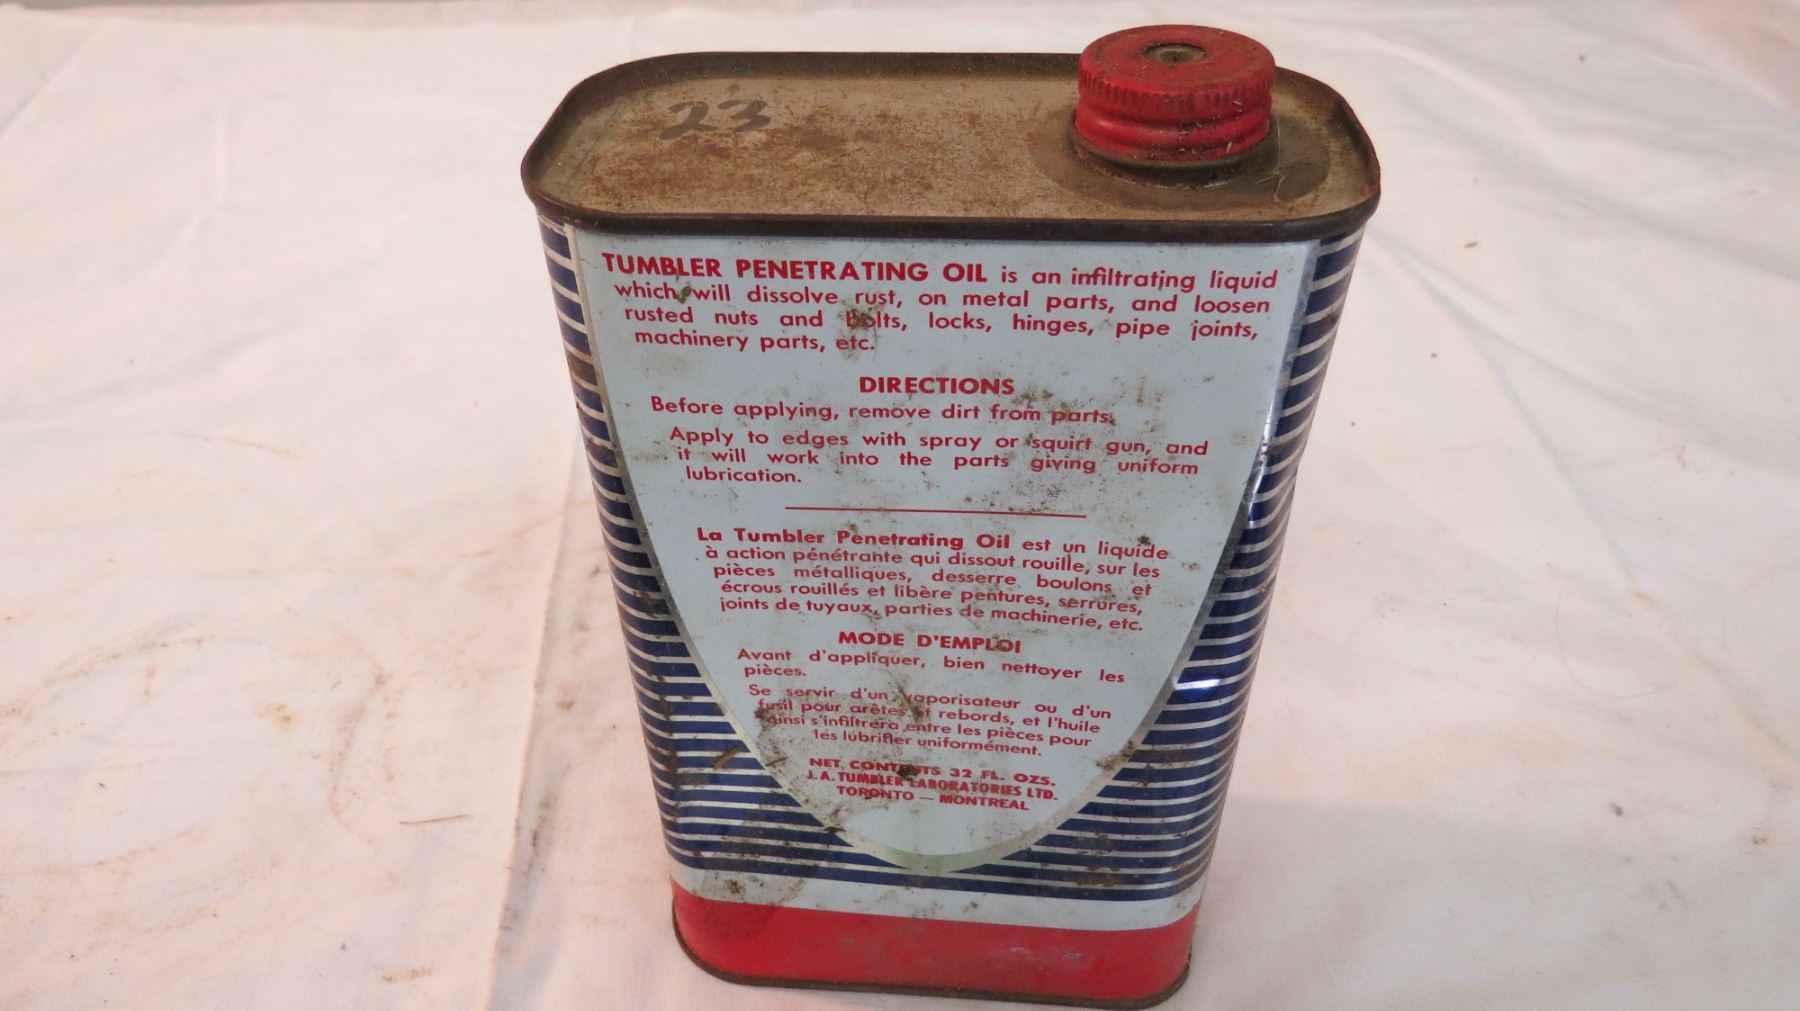 23
TUMBLER PENETRATING OIL is an infiltrating liquid
which will dissolve rust, on metal parts, and loosen
rusted nuts and bolts, locks, hinges, pipe joints,
machinery parts, etc.
DIRECTIONS
Before applying, remove dirt from parts.
Apply to edges with spray or squirt gun, and
it will work into the parts giving uniform
lubrication.
La Tumbler Penetrating Oil est un liquide
à action pénétrante qui dissout rouille, sur les
pièces métalliques, desserre boulons et
écrous rouillés et libère pentures, serrures,
joints de tuyaux, parties de machinerie, etc.
MODE D'EMPLOI
Avant d'appliquer, bien nettoyer les
pièces.
Se servir d'un vaporisateur ou d'un
fusil pour arêtes et rebords, et l'huile
ainsi s'infiltrera entre les pièces pour
les lubrifier uniformément.
NET CONTENTS 32 FL. OZS.
J. A. TUMBLER LABORATORIES LTD.
TORONTO — MONTREAL